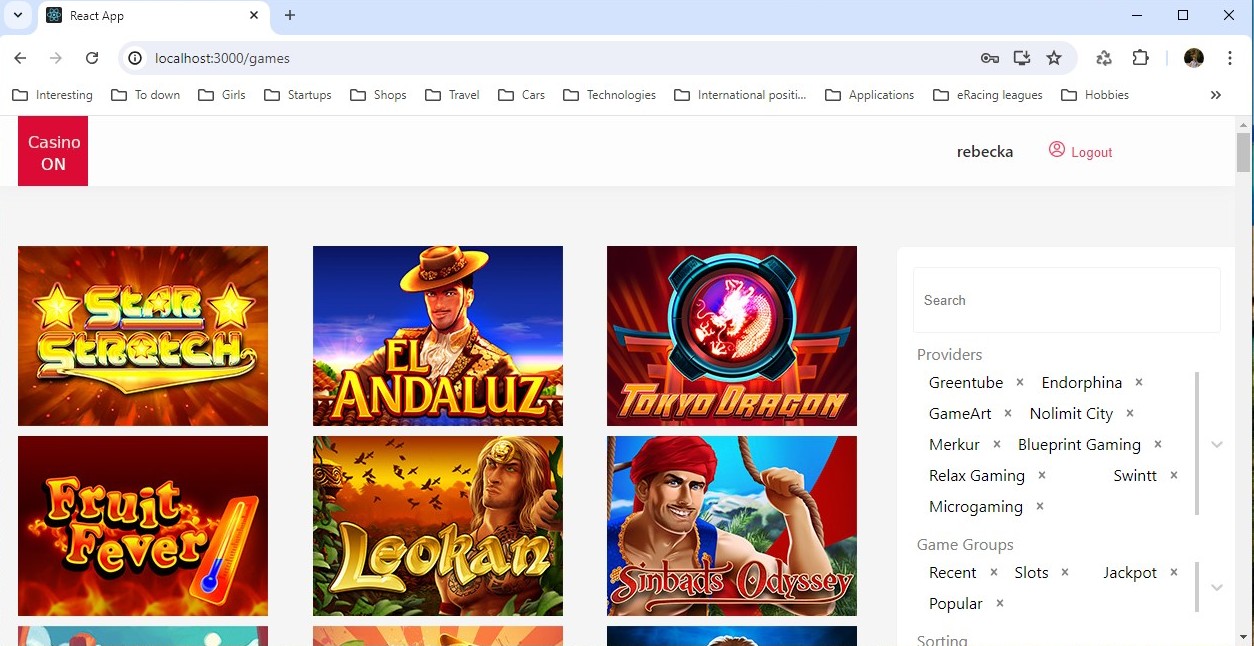 React App
localhost:3000/games
Interesting To down Girls Startups Shops Travel Cars Technologies International positi... Applications eRacing leagues Hobbies
Casino
ON
rebecka
Logout
STAR
STRETCH
EL
ANDALUZ
TOKYO DRAGON
Fruit
Fever
Leokan
Sinbads Odyssey
Search
Providers
Greentube × Endorphina ×
GameArt × Nolimit City ×
Merkur × Blueprint Gaming ×
Relax Gaming × Swintt ×
Microgaming ×
Game Groups
Recent × Slots × Jackpot ×
Popular ×
Sorting